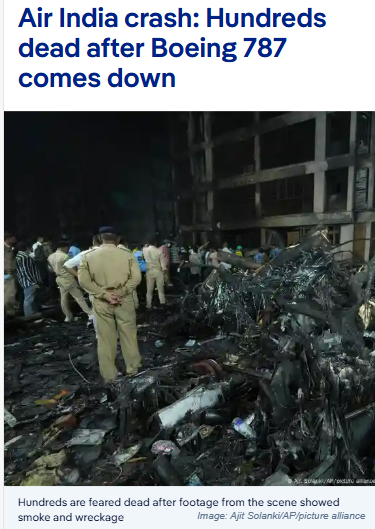 Air India crash: Hundreds
dead after Boeing 787
comes down
© Ajit Solanki/AP/picture alliance
Hundreds are feared dead after footage from the scene showed
smoke and wreckage
Image: Ajit Solanki/AP/picture alliance